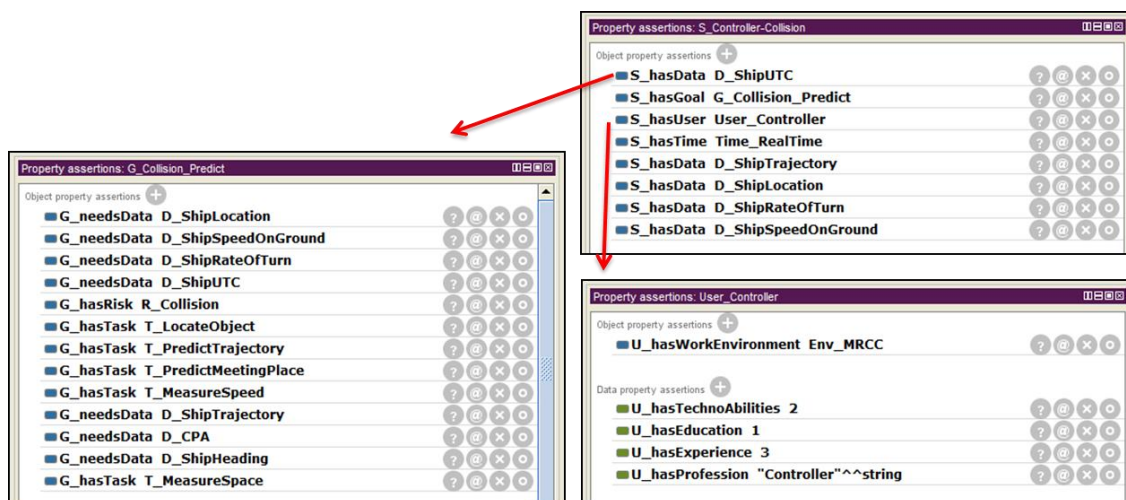 Property assertions: S_Controller-Collision
Object property assertions
S_hasData D_ShipUTC
S_hasGoal G_Collision_Predict
S_hasUser User_Controller
S_hasTime Time_RealTime
S_hasData D_ShipTrajectory
S_hasData D_ShipLocation
S_hasData D_ShipRateOfTurn
S_hasData D_ShipSpeedOnGround
Property assertions: G_Collision_Predict
Object property assertions
G_needsData D_ShipLocation
G_needsData D_ShipSpeedOnGround
G_needsData D_ShipRateOfTurn
G_needsData D_ShipUTC
G_hasRisk R_Collision
G_hasTask T_LocateObject
G_hasTask T_PredictTrajectory
G_hasTask T_PredictMeetingPlace
G_hasTask T_MeasureSpeed
G_needsData D_ShipTrajectory
G_needsData D_CPA
G_needsData D_ShipHeading
G_hasTask T_MeasureSpace
Property assertions: User_Controller
Object property assertions
U_hasWorkEnvironment Env_MRCC
Data property assertions
U_hasTechnoAbilities 2
U_hasEducation 1
U_hasExperience 3
U_hasProfession "Controller"^^string